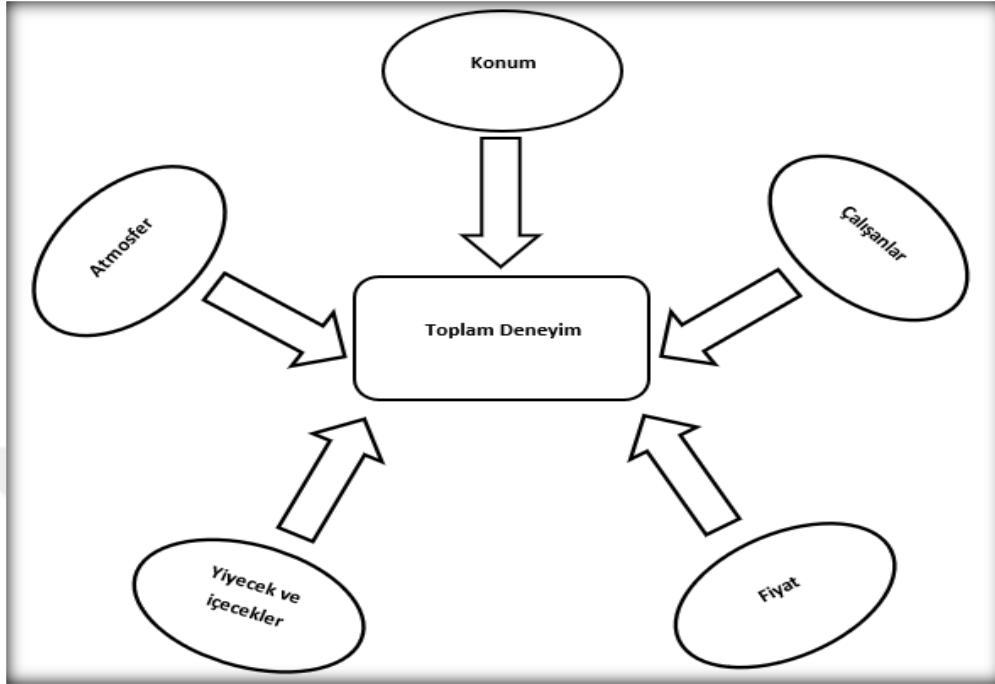 Konum
Atmosfer
Çalışanlar
Toplam Deneyim
Yiyecek ve
içecekler
Fiyat